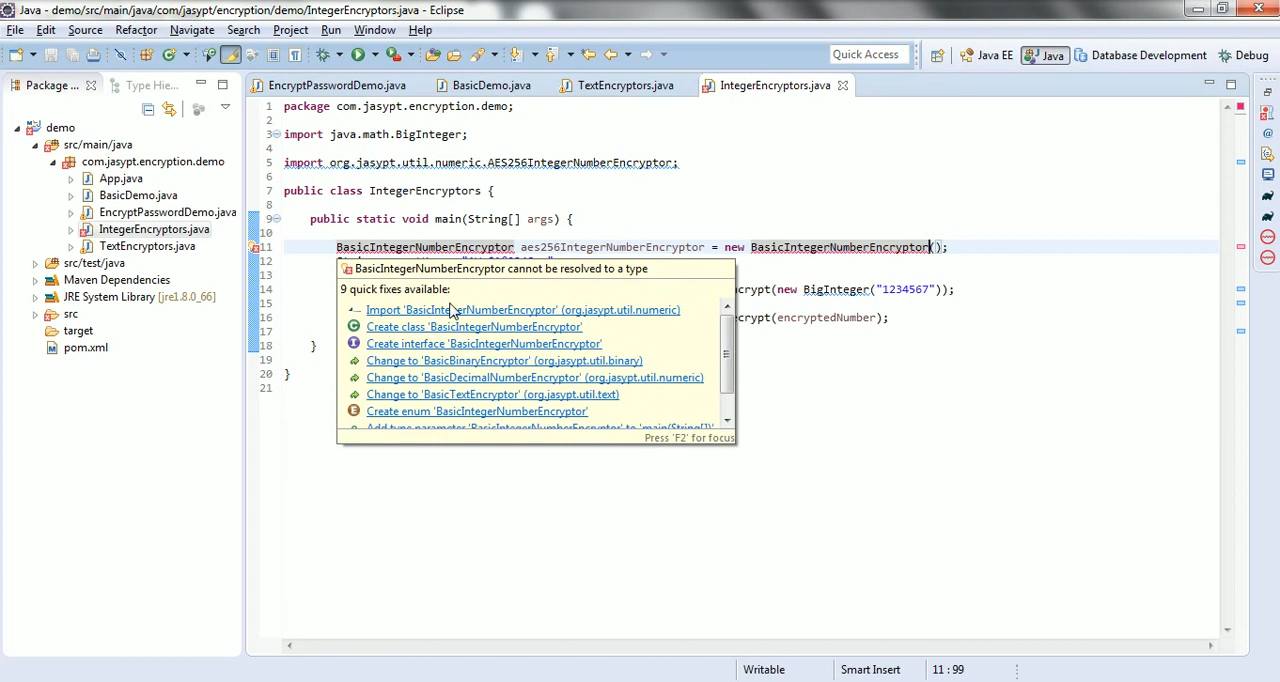 Java - demo/src/main/java/com/jasypt/encryption/demo/IntegerEncryptors.java - Eclipse
File Edit Source Refactor Navigate Search Project Run Window Help
Quick Access Java EE Java Database Development Debug
Package ... Type Hie... EncryptPasswordDemo.java BasicDemo.java TextEncryptors.java IntegerEncryptors.java
demo
src/main/java
com.jasypt.encryption.demo
App.java
BasicDemo.java
EncryptPasswordDemo.java
IntegerEncryptors.java
TextEncryptors.java
src/test/java
Maven Dependencies
JRE System Library [jre1.8.0_66]
src
target
pom.xml
1 package com.jasypt.encryption.demo;
2
3 import java.math.BigInteger;
4
5 import org.jasypt.util.numeric.AES256IntegerNumberEncryptor;
6
7 public class IntegerEncryptors {
8
9 public static void main(String[] args) {
10
11 BasicIntegerNumberEncryptor aes256IntegerNumberEncryptor = new BasicIntegerNumberEncryptor();
12
13
14 crypt(new BigInteger("1234567"));
15
16 ecrypt(encryptedNumber);
17
18 }
19
20 }
21
BasicIntegerNumberEncryptor cannot be resolved to a type
9 quick fixes available:
Import 'BasicIntegerNumberEncryptor' (org.jasypt.util.numeric)
Create class 'BasicIntegerNumberEncryptor'
Create interface 'BasicIntegerNumberEncryptor'
Change to 'BasicBinaryEncryptor' (org.jasypt.util.binary)
Change to 'BasicDecimalNumberEncryptor' (org.jasypt.util.numeric)
Change to 'BasicTextEncryptor' (org.jasypt.util.text)
Create enum 'BasicIntegerNumberEncryptor'
Add type parameter 'BasicIntegerNumberEncryptor' to 'main(String[])'
Press 'F2' for focus
Writable Smart Insert 11 : 99